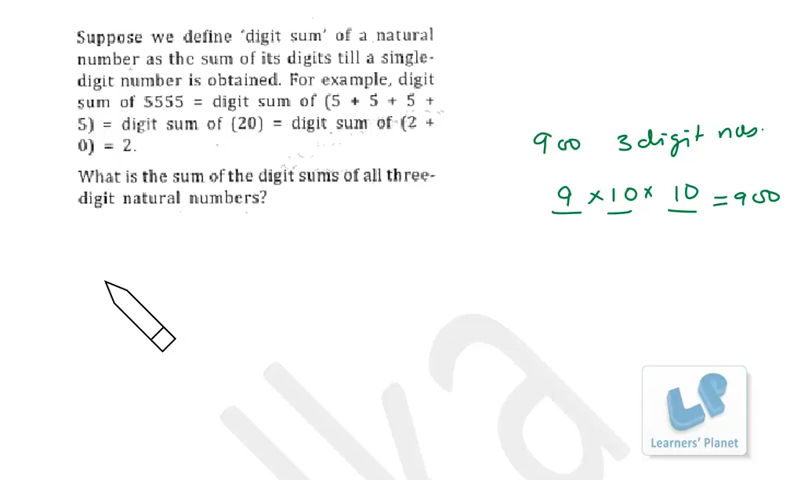 Suppose we define 'digit sum' of a natural
number as the sum of its digits till a single-
digit number is obtained. For example, digit
sum of 5555 = digit sum of (5 + 5 + 5 +
5) = digit sum of (20) = digit sum of (2 +
0) = 2.
What is the sum of the digit sums of all three-
digit natural numbers?
900 3 digit nos.
9 × 10 × 10 = 900
lka
LP
Learners' Planet